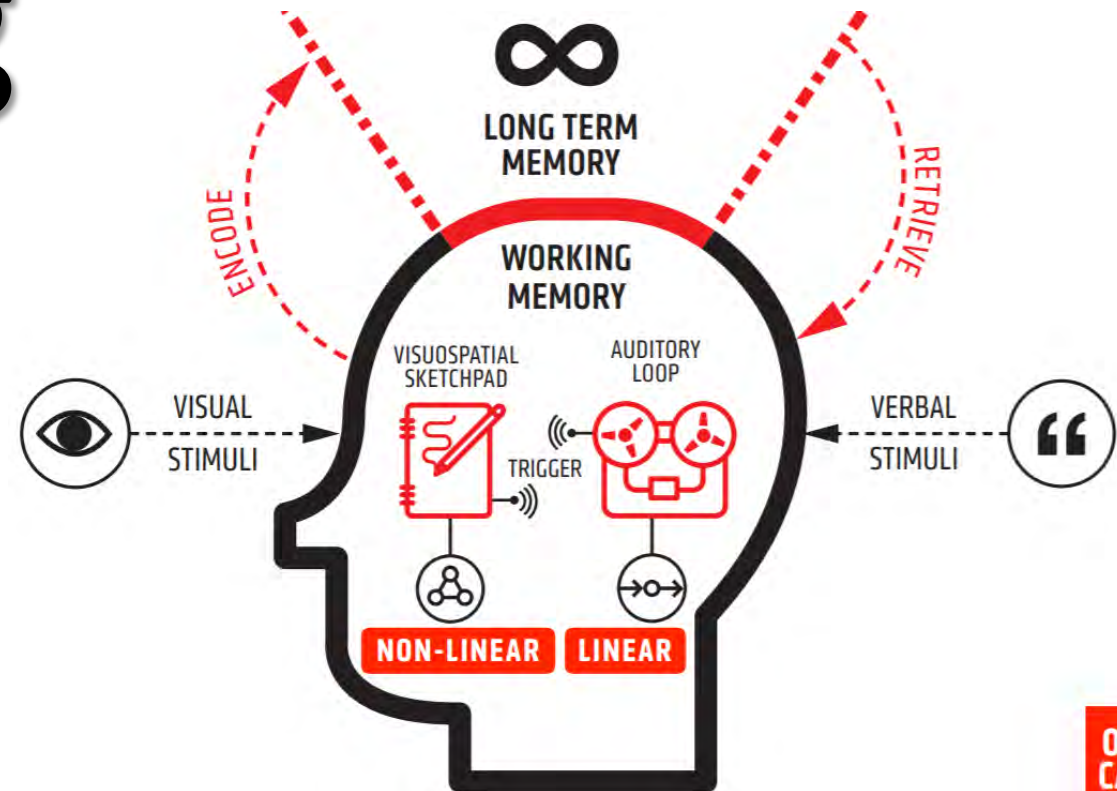 LONG TERM
MEMORY
ENCODE
RETRIEVE
WORKING
MEMORY
VISUOSPATIAL
SKETCHPAD
AUDITORY
LOOP
VISUAL
STIMULI
TRIGGER
VERBAL
STIMULI
NON-LINEAR
LINEAR